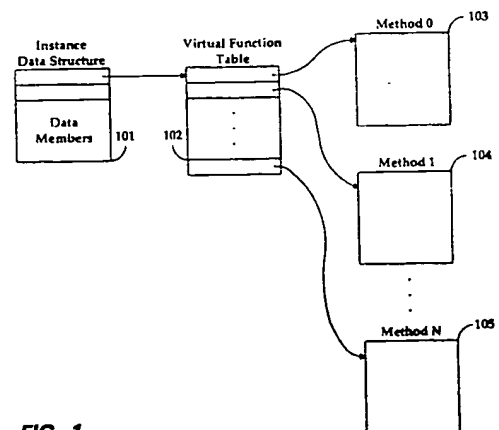 Instance
Data Structure
Data
Members
101
Virtual Function
Table
102
Method 0
103
Method 1
104
Method N
105
FIG. 1